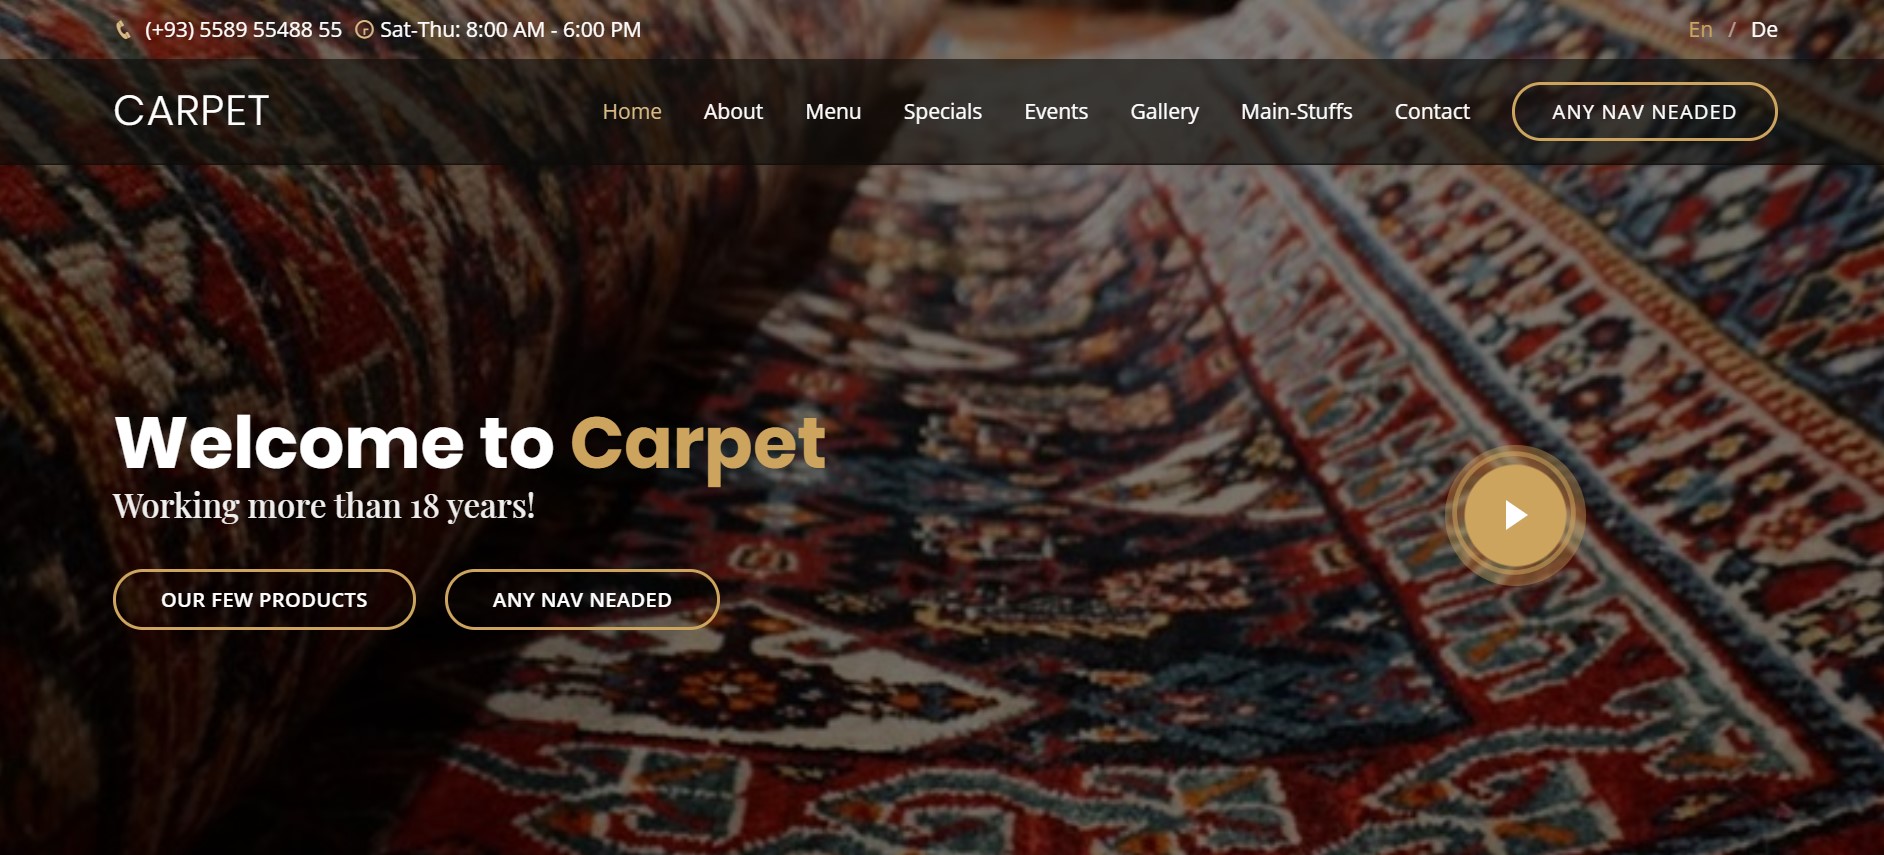 (+93) 5589 55488 55 Sat-Thu: 8:00 AM - 6:00 PM En / De
CARPET Home About Menu Specials Events Gallery Main-Stuffs Contact ANY NAV NEADED
Welcome to Carpet
Working more than 18 years!
OUR FEW PRODUCTS ANY NAV NEADED